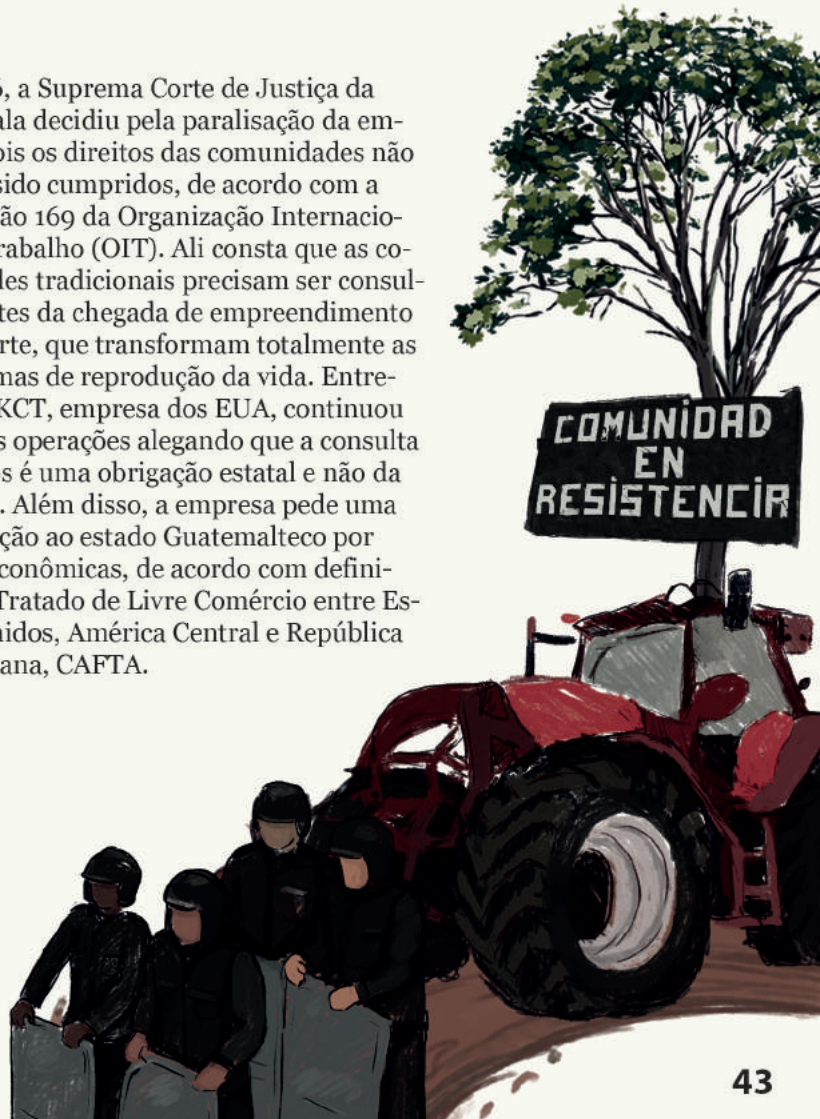 6, a Suprema Corte de Justiça da
ala decidiu pela paralisação da em-
ois os direitos das comunidades não
sido cumpridos, de acordo com a
ão 169 da Organização Internacio-
rabalho (OIT). Ali consta que as co-
des tradicionais precisam ser consul-
tes da chegada de empreendimento
rte, que transformam totalmente as
mas de reprodução da vida. Entre-
KCT, empresa dos EUA, continuou
s operações alegando que a consulta
s é uma obrigação estatal e não da
. Além disso, a empresa pede uma
ção ao estado Guatemalteco por
conômicas, de acordo com defini-
Tratado de Livre Comércio entre Es-
nidos, América Central e República
ana, CAFTA.
COMUNiDAD
EN
RESiSTENCiA
43